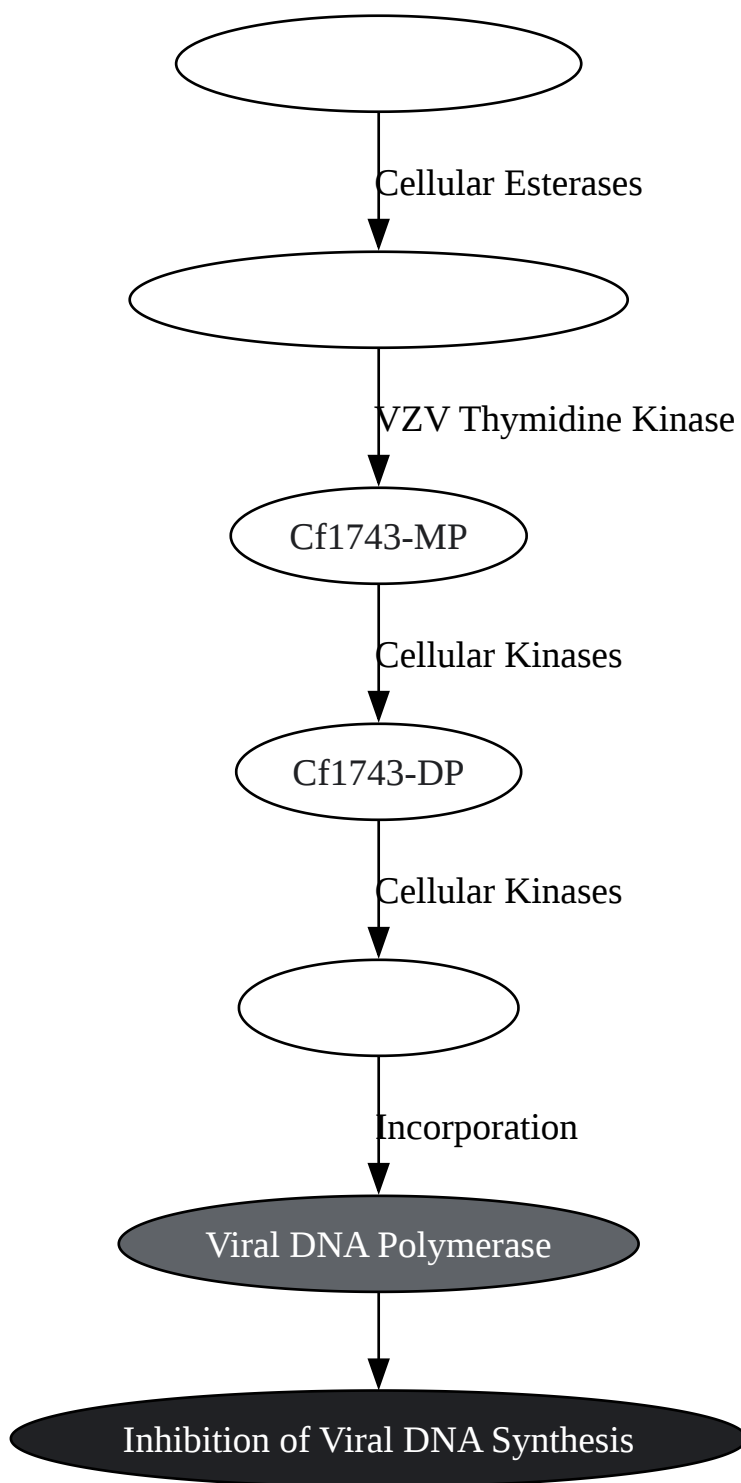 Cellular Esterases
VZV Thymidine Kinase
Cf1743-MP
Cellular Kinases
Cf1743-DP
Cellular Kinases
Incorporation
Viral DNA Polymerase
Inhibition of Viral DNA Synthesis